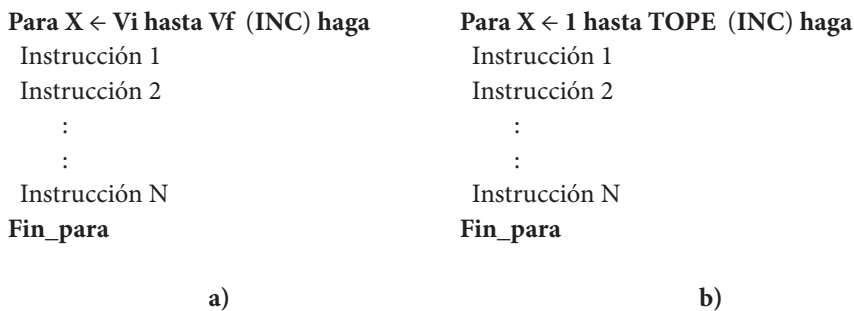 Para X ← Vi hasta Vf (INC) haga
Instrucción 1
Instrucción 2
:
:
Instrucción N
Fin_para
a)
Para X ← 1 hasta TOPE (INC) haga
Instrucción 1
Instrucción 2
:
:
Instrucción N
Fin_para
b)